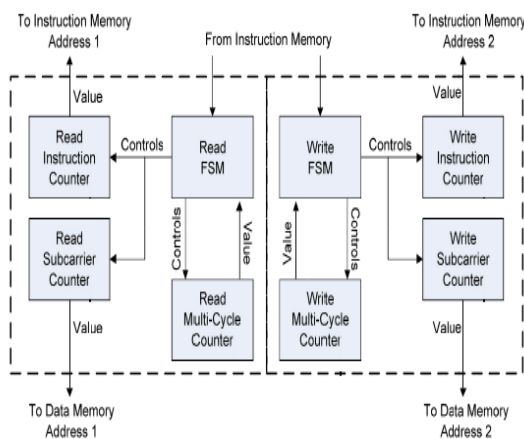 To Instruction Memory
Address 1
From Instruction Memory
To Instruction Memory
Address 2
Value
Value
Read
Instruction
Counter
Controls
Read
FSM
Write
FSM
Controls
Write
Instruction
Counter
Read
Subcarrier
Counter
Controls
Value
Value
Controls
Write
Subcarrier
Counter
Read
Multi-Cycle
Counter
Write
Multi-Cycle
Counter
Value
Value
To Data Memory
Address 1
To Data Memory
Address 2